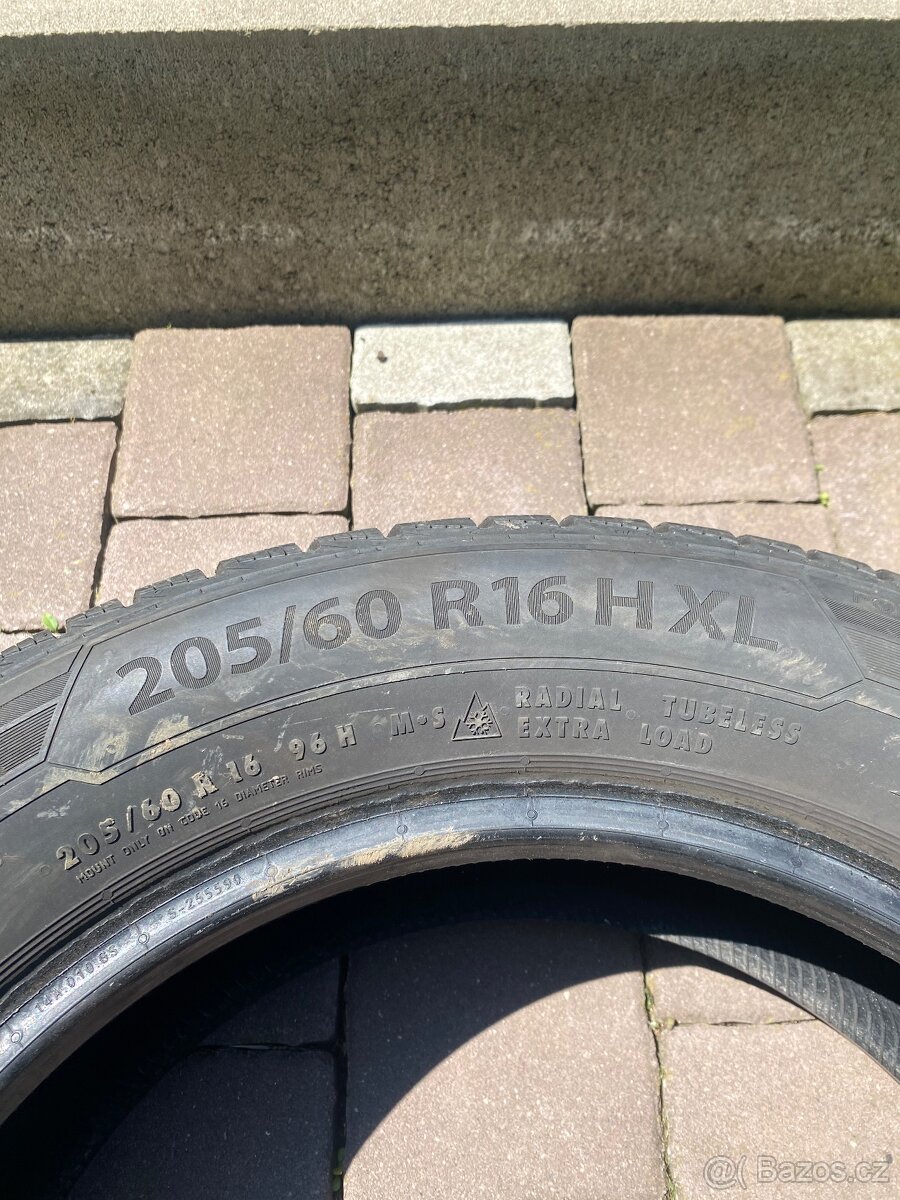 205/60 R16 H XL
205/60 R 16 96 H M+S RADIAL TUBELESS
EXTRA LOAD
MOUNT ONLY ON CODE 16 DIAMETER RIMS
S-255590
@ Bazos.cz